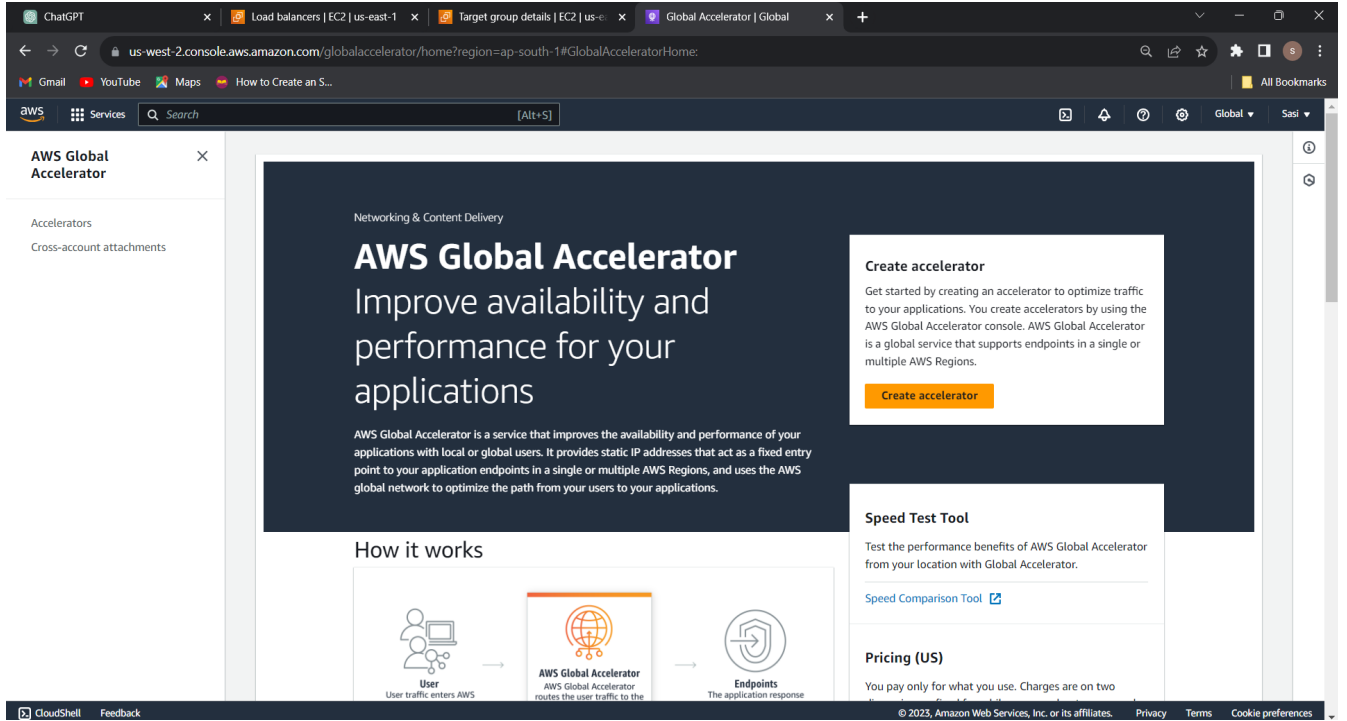 ChatGPT
Load balancers | EC2 | us-east-1
Target group details | EC2 | us-ea
Global Accelerator | Global
us-west-2.console.aws.amazon.com/globalaccelerator/home?region=ap-south-1#GlobalAcceleratorHome:
S
Gmail
YouTube
Maps
How to Create an S...
All Bookmarks
aws
Services
Search
[Alt+S]
Global
Sasi
AWS Global
Accelerator
Accelerators
Cross-account attachments
Networking & Content Delivery
AWS Global Accelerator
Improve availability and
performance for your
applications
AWS Global Accelerator is a service that improves the availability and performance of your
applications with local or global users. It provides static IP addresses that act as a fixed entry
point to your application endpoints in a single or multiple AWS Regions, and uses the AWS
global network to optimize the path from your users to your applications.
Create accelerator
Get started by creating an accelerator to optimize traffic
to your applications. You create accelerators by using the
AWS Global Accelerator console. AWS Global Accelerator
is a global service that supports endpoints in a single or
multiple AWS Regions.
Create accelerator
Speed Test Tool
Test the performance benefits of AWS Global Accelerator
from your location with Global Accelerator.
Speed Comparison Tool
Pricing (US)
You pay only for what you use. Charges are on two
How it works
User
User traffic enters AWS
AWS Global Accelerator
AWS Global Accelerator
routes the user traffic to the
Endpoints
The application response
CloudShell
Feedback
© 2023, Amazon Web Services, Inc. or its affiliates.
Privacy
Terms
Cookie preferences